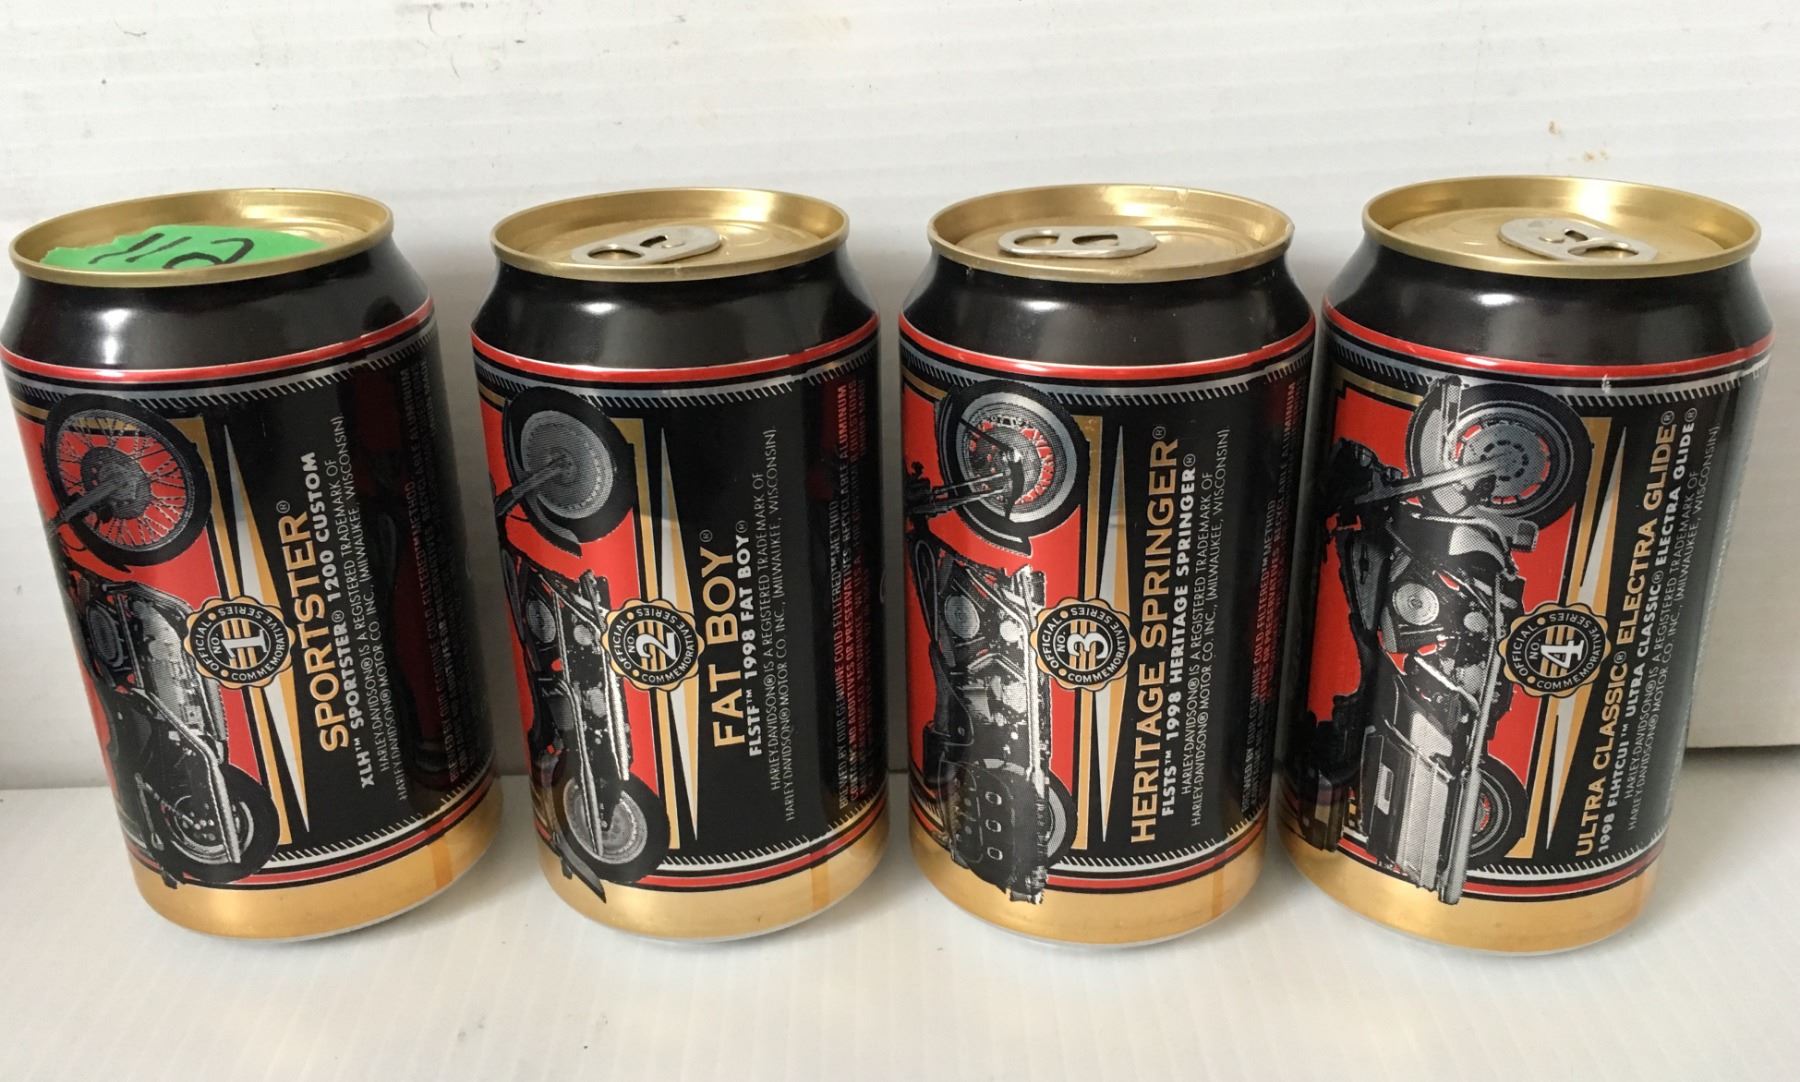 112
OFFICIAL
NO.
1
COMMEMORATIVE SERIES
SPORTSTER®
XLH™ SPORTSTER® 1200 CUSTOM
HARLEY-DAVIDSON® IS A REGISTERED TRADEMARK OF
HARLEY-DAVIDSON® MOTOR CO. INC. (MILWAUKEE, WISCONSIN).
OFFICIAL
NO.
2
COMMEMORATIVE SERIES
FAT BOY®
FLSTF™ 1998 FAT BOY®
HARLEY-DAVIDSON® IS A REGISTERED TRADEMARK OF
HARLEY-DAVIDSON® MOTOR CO. INC., (MILWAUKEE, WISCONSIN).
OFFICIAL
NO.
3
COMMEMORATIVE SERIES
HERITAGE SPRINGER®
FLSTS™ 1998 HERITAGE SPRINGER®
HARLEY-DAVIDSON® IS A REGISTERED TRADEMARK OF
HARLEY-DAVIDSON® MOTOR CO. INC., (MILWAUKEE, WISCONSIN).
OFFICIAL
NO.
4
COMMEMORATIVE SERIES
ULTRA CLASSIC® ELECTRA GLIDE®
1998 FLHTCUI™ ULTRA CLASSIC® ELECTRA GLIDE®
HARLEY-DAVIDSON® IS A REGISTERED TRADEMARK OF
HARLEY-DAVIDSON® MOTOR CO. INC., (MILWAUKEE, WISCONSIN).